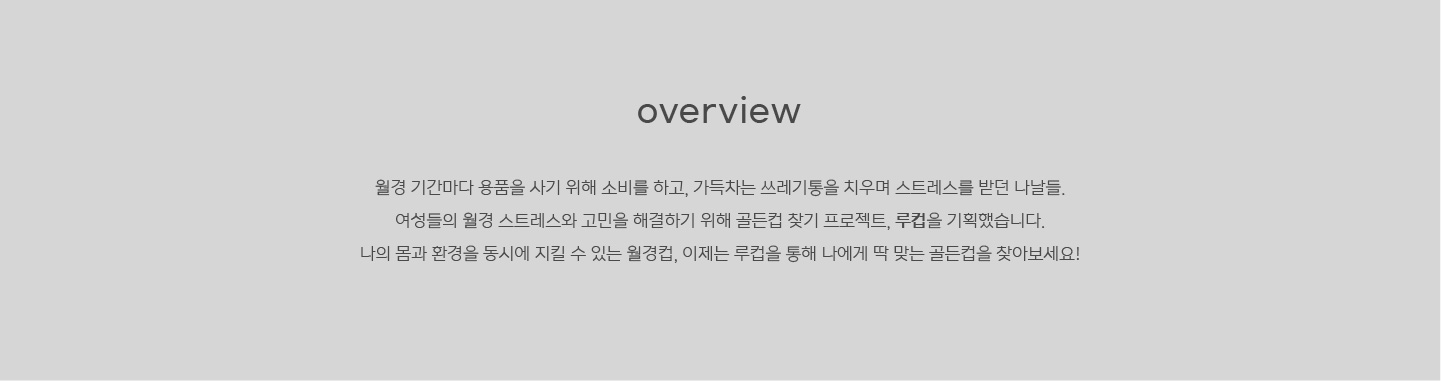 overview
월경 기간마다 용품을 사기 위해 소비를 하고, 가득차는 쓰레기통을 치우며 스트레스를 받던 나날들.
여성들의 월경 스트레스와 고민을 해결하기 위해 골든컵 찾기 프로젝트, 루컵을 기획했습니다.
나의 몸과 환경을 동시에 지킬 수 있는 월경컵, 이제는 루컵을 통해 나에게 딱 맞는 골든컵을 찾아보세요!